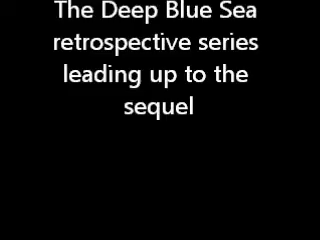 The Deep Blue Sea
retrospective series
leading up to the
sequel